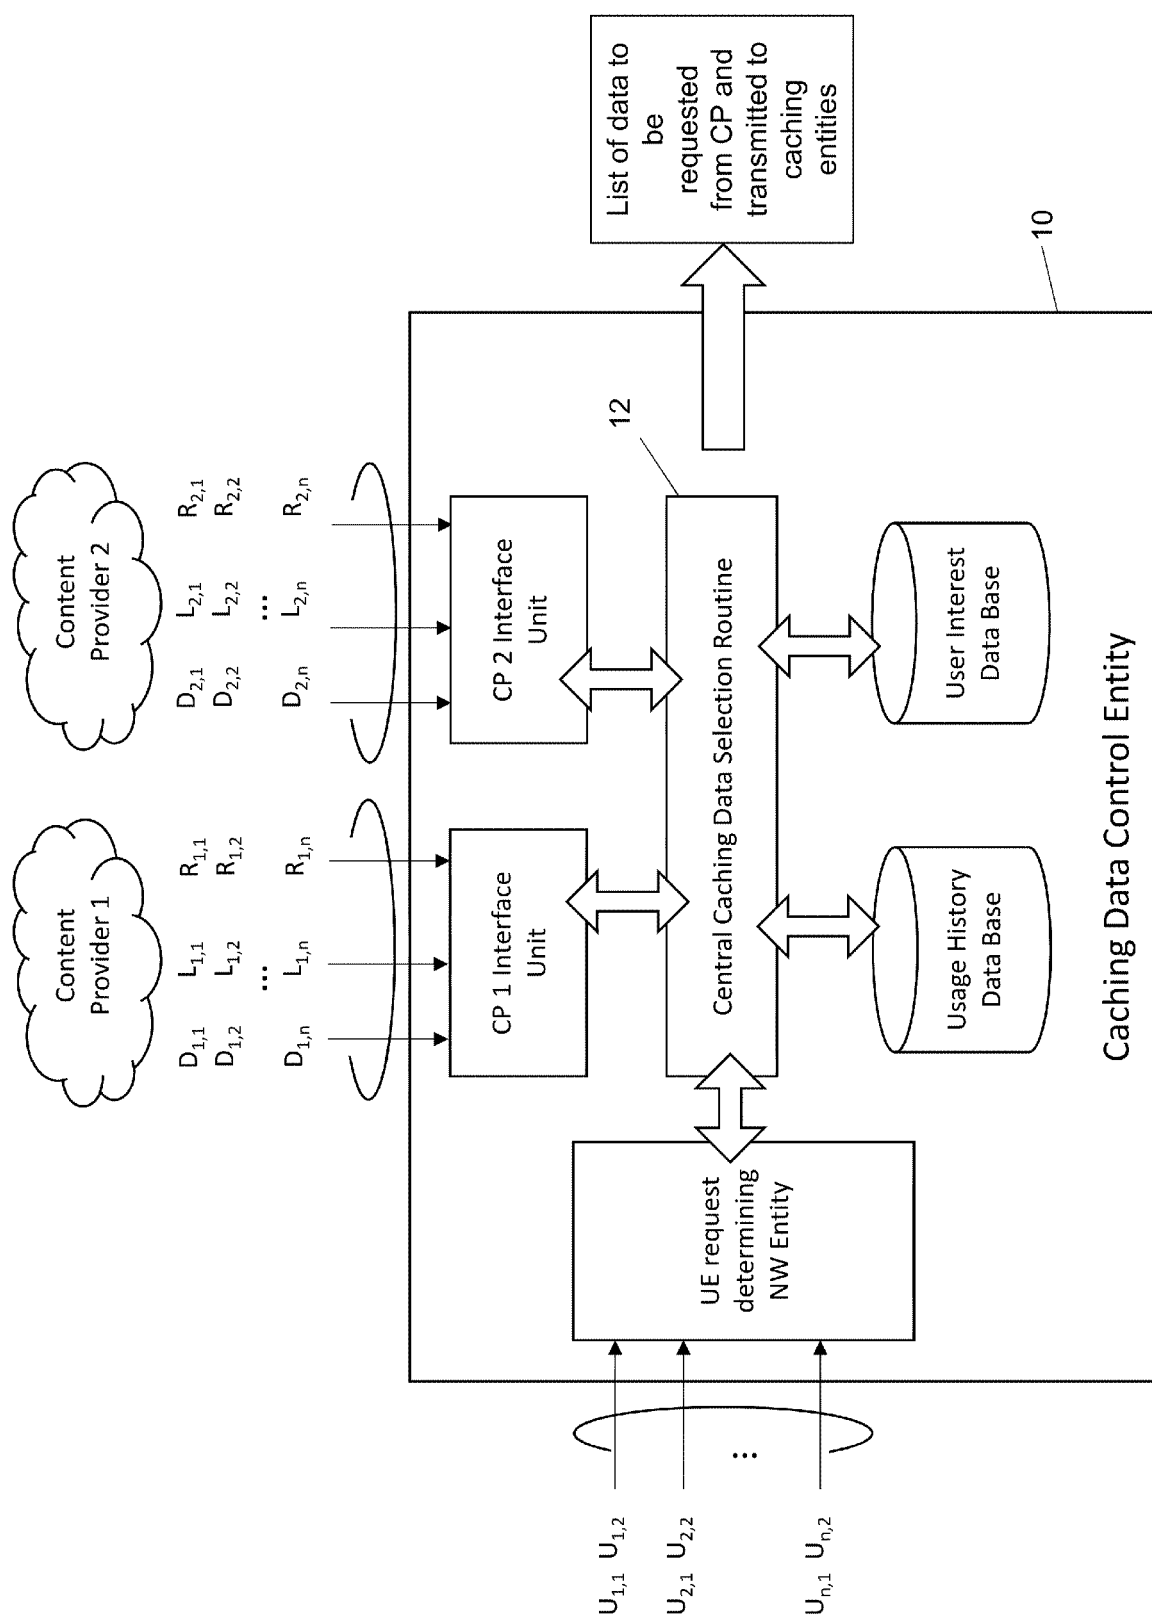 Content
Provider 1
Content
Provider 2
D1,1 L1,1 R1,1
D1,2 L1,2 R1,2
...
D1,n L1,n R1,n
D2,1 L2,1 R2,1
D2,2 L2,2 R2,2
...
D2,n L2,n R2,n
CP 1 Interface
Unit
CP 2 Interface
Unit
U1,1 U1,2
U2,1 U2,2
...
Un,1 Un,2
UE request
determining
NW Entity
Central Caching Data Selection Routine
12
List of data to
be
requested
from CP and
transmitted to
caching
entities
Usage History
Data Base
User Interest
Data Base
10
Caching Data Control Entity